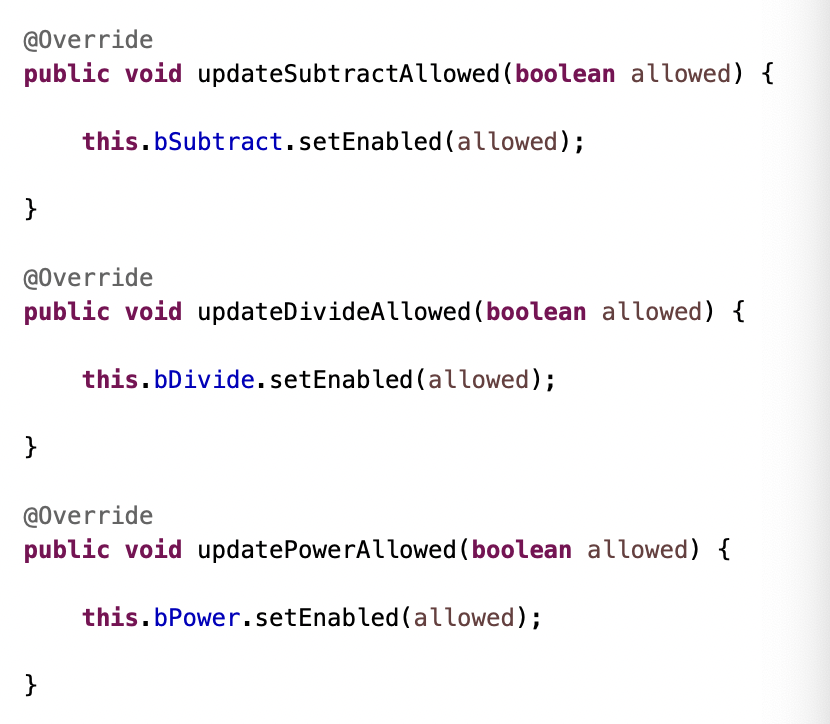 @Override
public void updateSubtractAllowed(boolean allowed) {
this.bSubtract.setEnabled(allowed);
}
@Override
public void updateDivideAllowed(boolean allowed) {
this.bDivide.setEnabled(allowed);
}
@Override
public void updatePowerAllowed(boolean allowed) {
this.bPower.setEnabled(allowed);
}